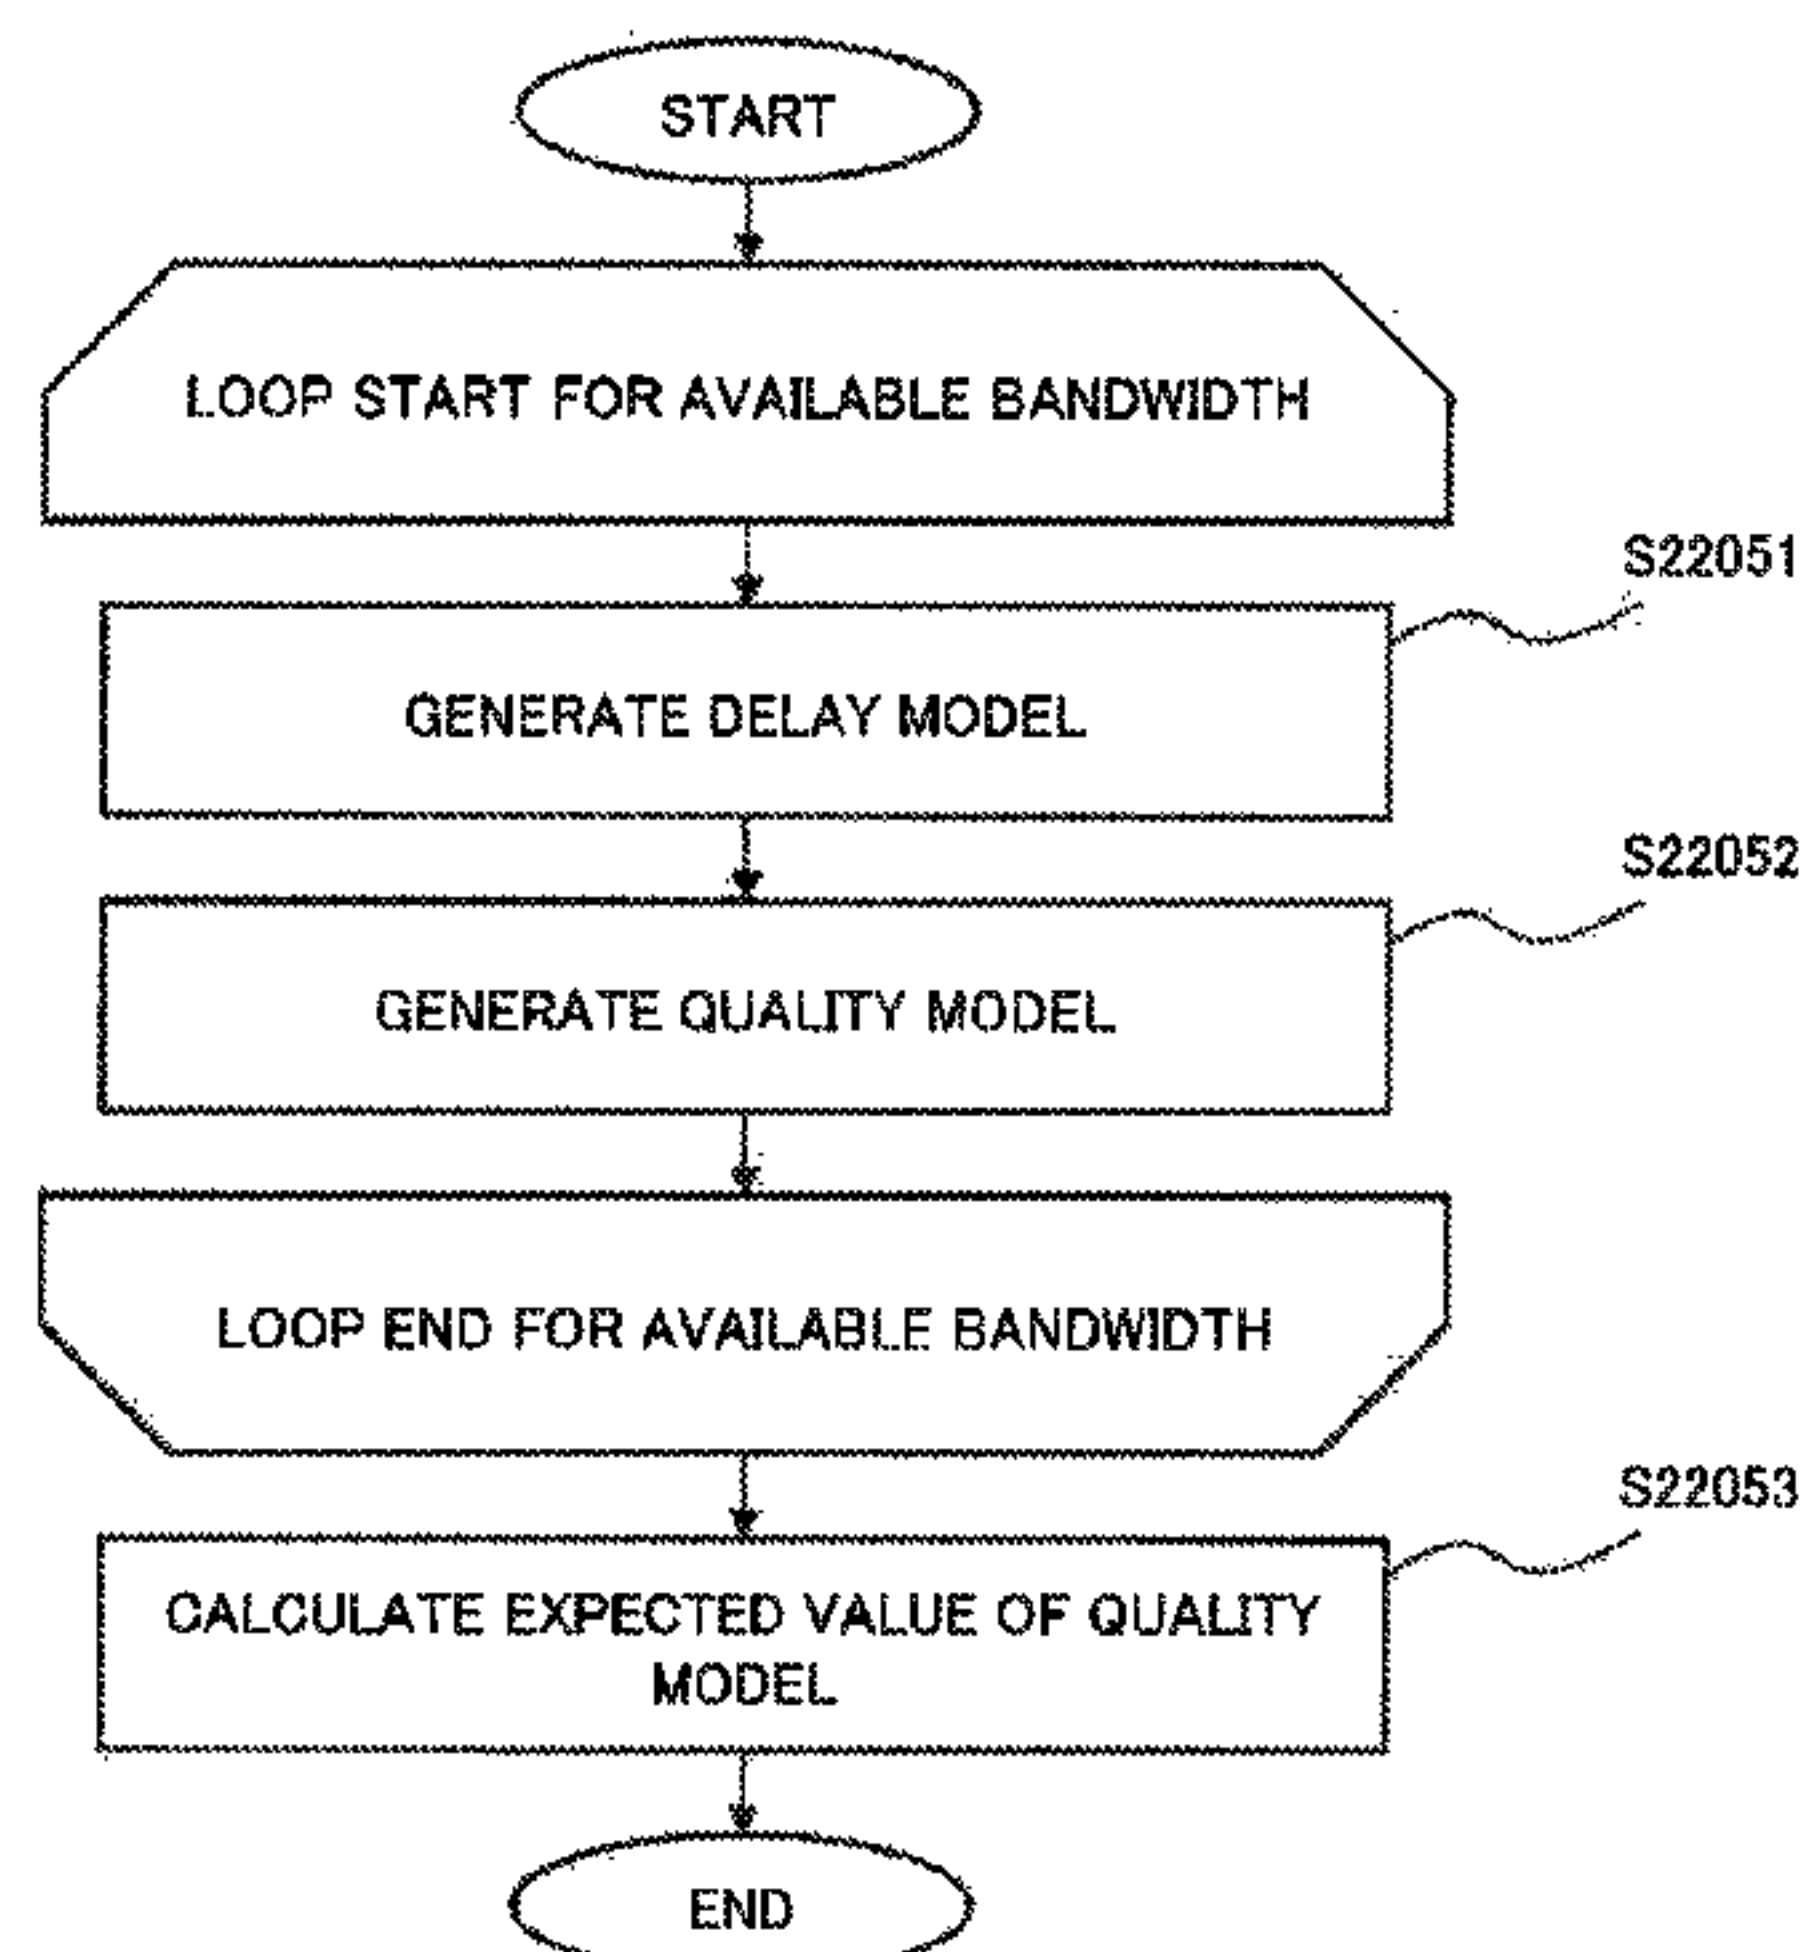 START
LOOP START FOR AVAILABLE BANDWIDTH
S22051
GENERATE DELAY MODEL
S22052
GENERATE QUALITY MODEL
LOOP END FOR AVAILABLE BANDWIDTH
S22053
CALCULATE EXPECTED VALUE OF QUALITY
MODEL
END